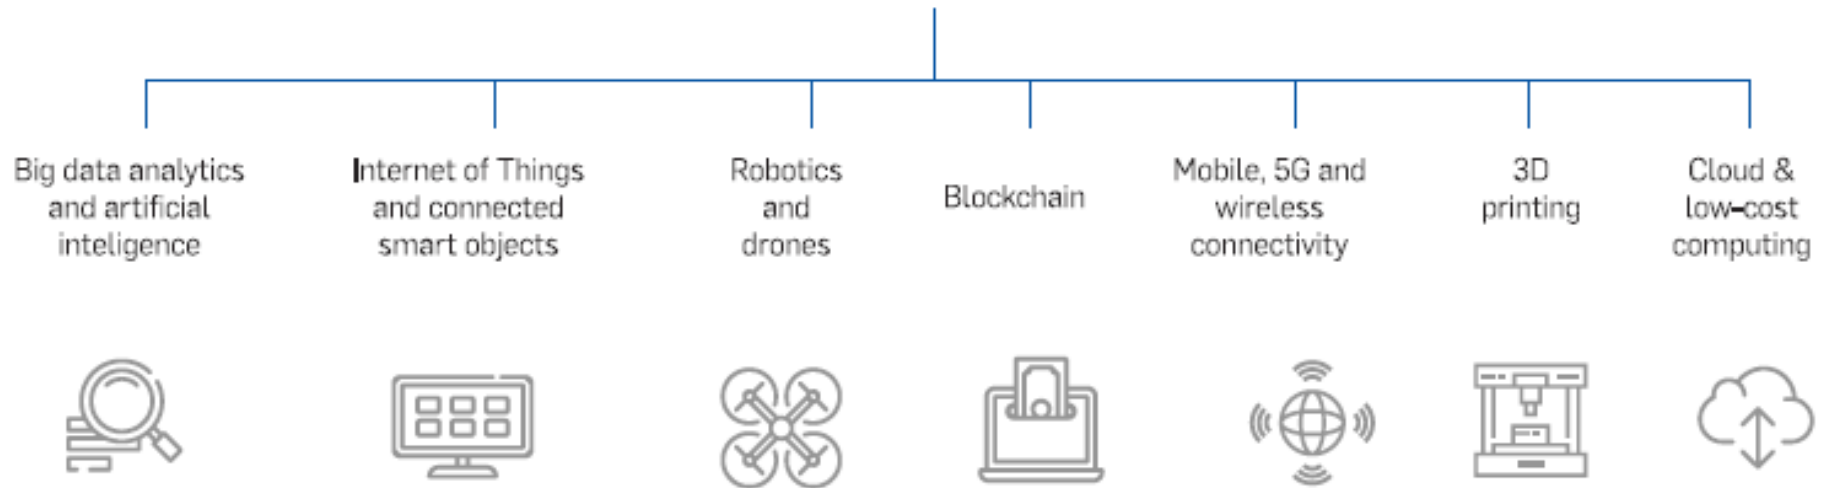 Big data analytics
and artificial
inteligence
Internet of Things
and connected
smart objects
Robotics
and
drones
Blockchain
Mobile, 5G and
wireless
connectivity
3D
printing
Cloud &
low-cost
computing